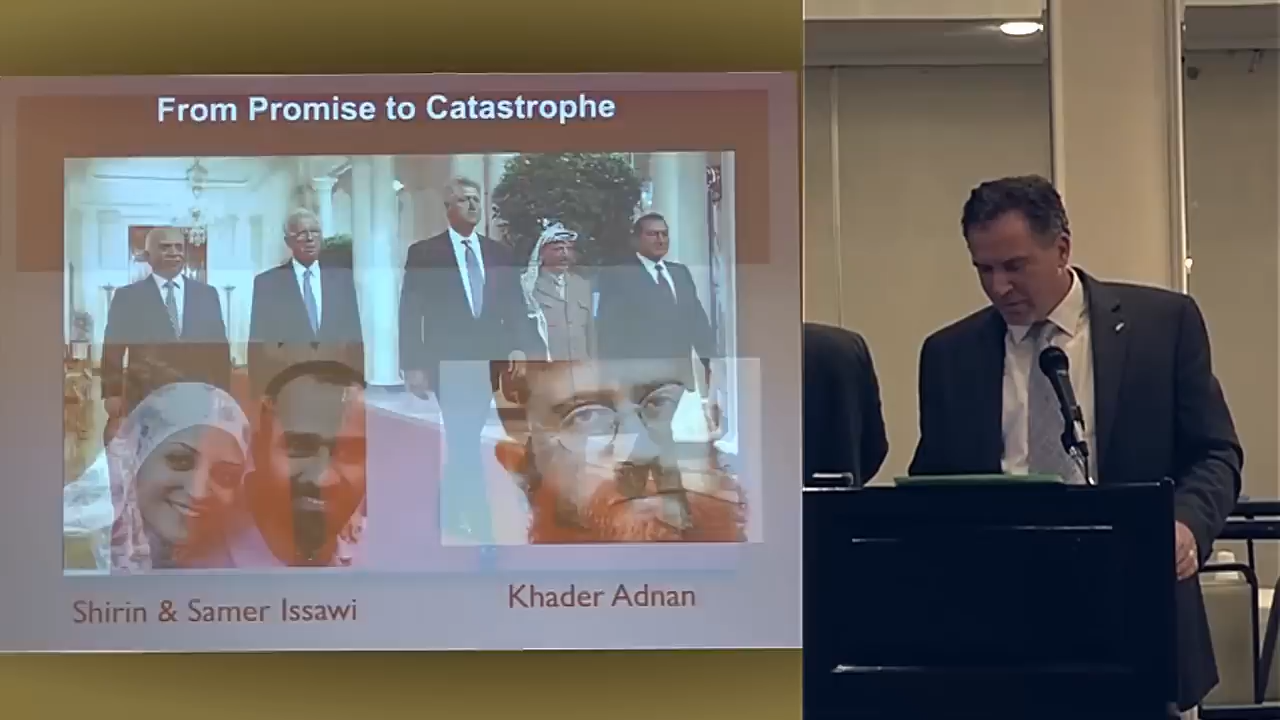 From Promise to Catastrophe
Shirin & Samer Issawi
Khader Adnan